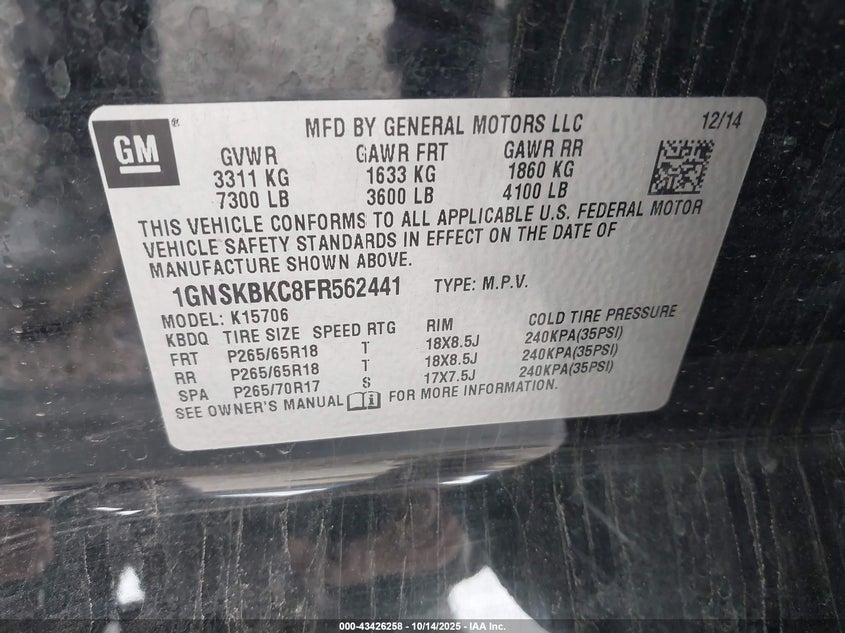 GM®
MFD BY GENERAL MOTORS LLC 12/14
GVWR GAWR FRT GAWR RR
3311 KG 1633 KG 1860 KG
7300 LB 3600 LB 4100 LB
THIS VEHICLE CONFORMS TO ALL APPLICABLE U.S. FEDERAL MOTOR
VEHICLE SAFETY STANDARDS IN EFFECT ON THE DATE OF
MANUFACTURE SHOWN ABOVE.
1GNSKBKC8FR562441 TYPE: M.P.V.
MODEL: K15706
KBDQ TIRE SIZE SPEED RTG RIM COLD TIRE PRESSURE
FRT P265/65R18 T 18X8.5J 240KPA(35PSI)
RR P265/65R18 T 18X8.5J 240KPA(35PSI)
SPA P265/70R17 S 17X7.5J 240KPA(35PSI)
SEE OWNER'S MANUAL FOR MORE INFORMATION.
000-43426258 - 10/14/2025 - IAA Inc.